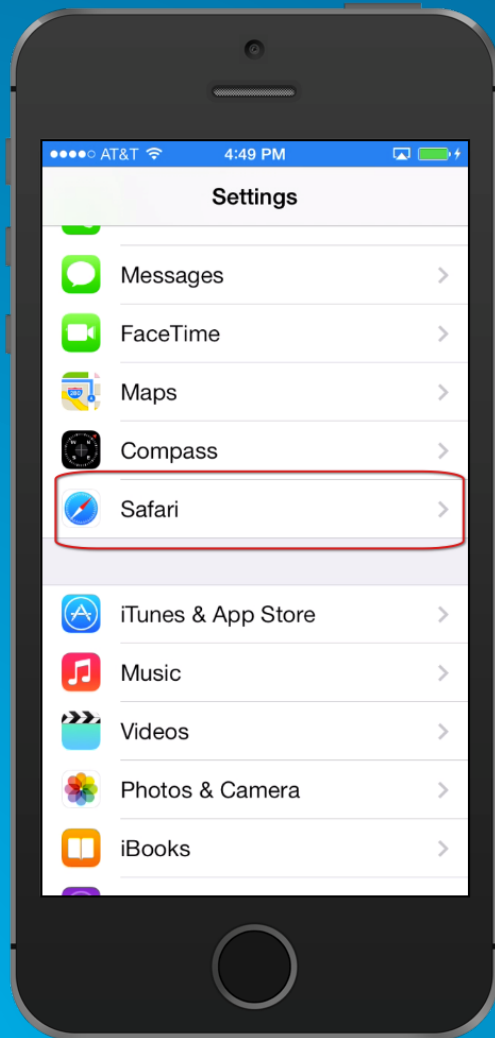 AT&T 4:49 PM
Settings
Messages
FaceTime
Maps
Compass
Safari
iTunes & App Store
Music
Videos
Photos & Camera
iBooks